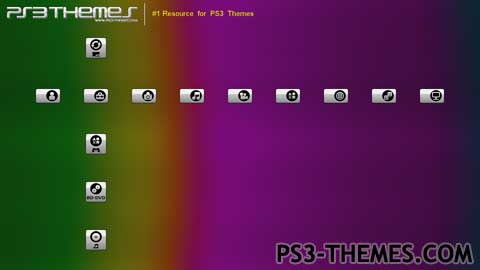 PS3THEMES
WWW.PS3-THEMES.COM
#1 Resource for PS3 Themes
BD-DVD
PS3-THEMES.COM